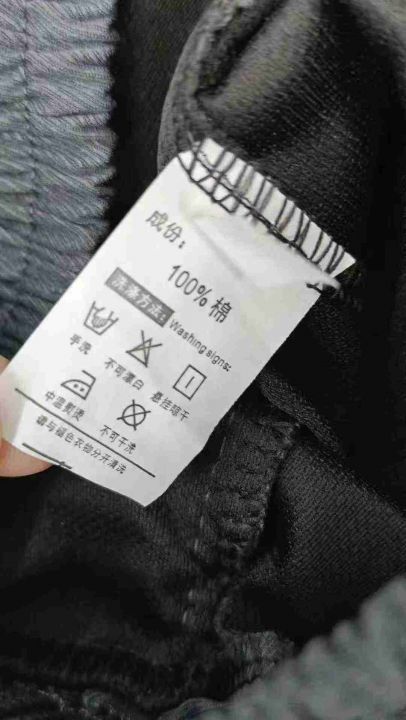 成份：
100% 棉
洗涤方法： Washing signs:
手洗 不可漂白 悬挂晾干
中温熨烫 不可干洗
请与褪色衣物分开清洗